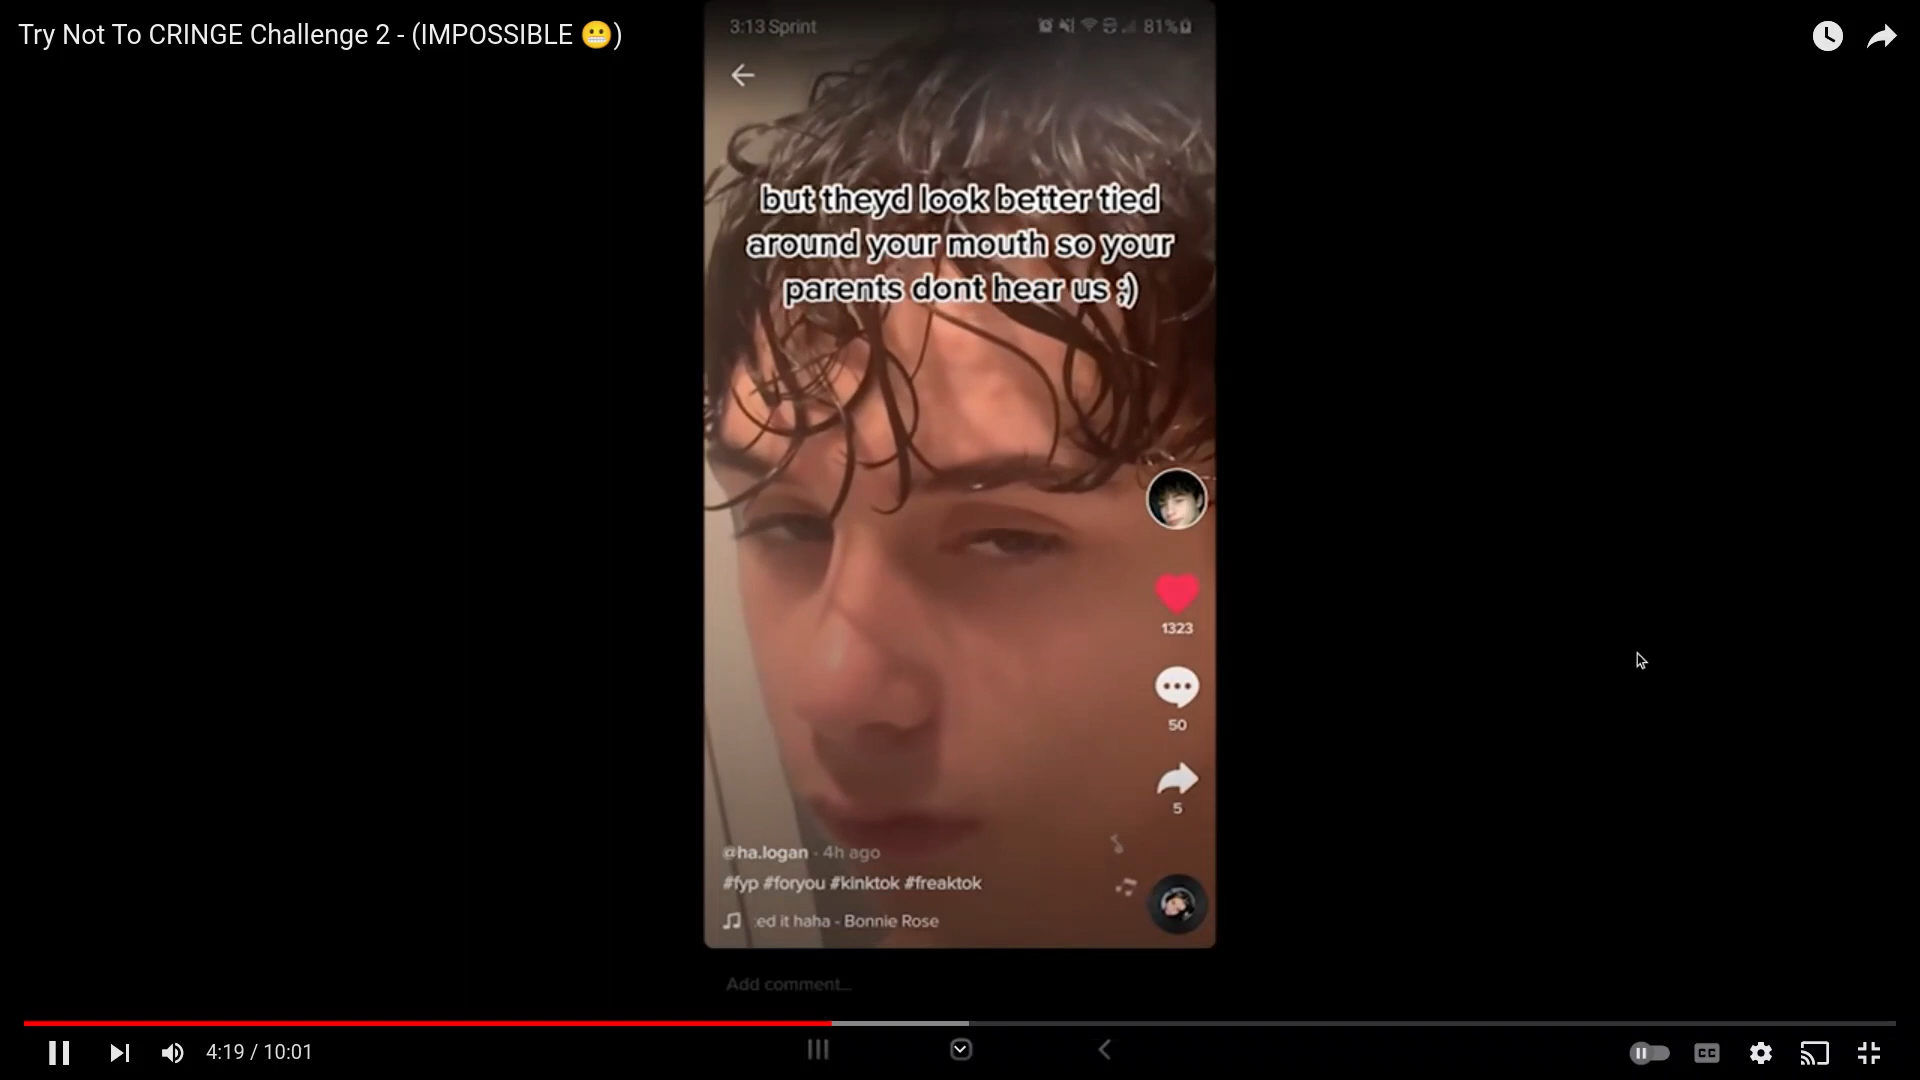 Try Not To CRINGE Challenge 2 - (IMPOSSIBLE 😬)
3:13 Sprint
81%
but theyd look better tied
around your mouth so your
parents dont hear us ;)
1323
50
5
@ha.logan · 4h ago
#fyp #foryou #kinktok #freaktok
ed it haha - Bonnie Rose
Add comment...
4:19 / 10:01
CC